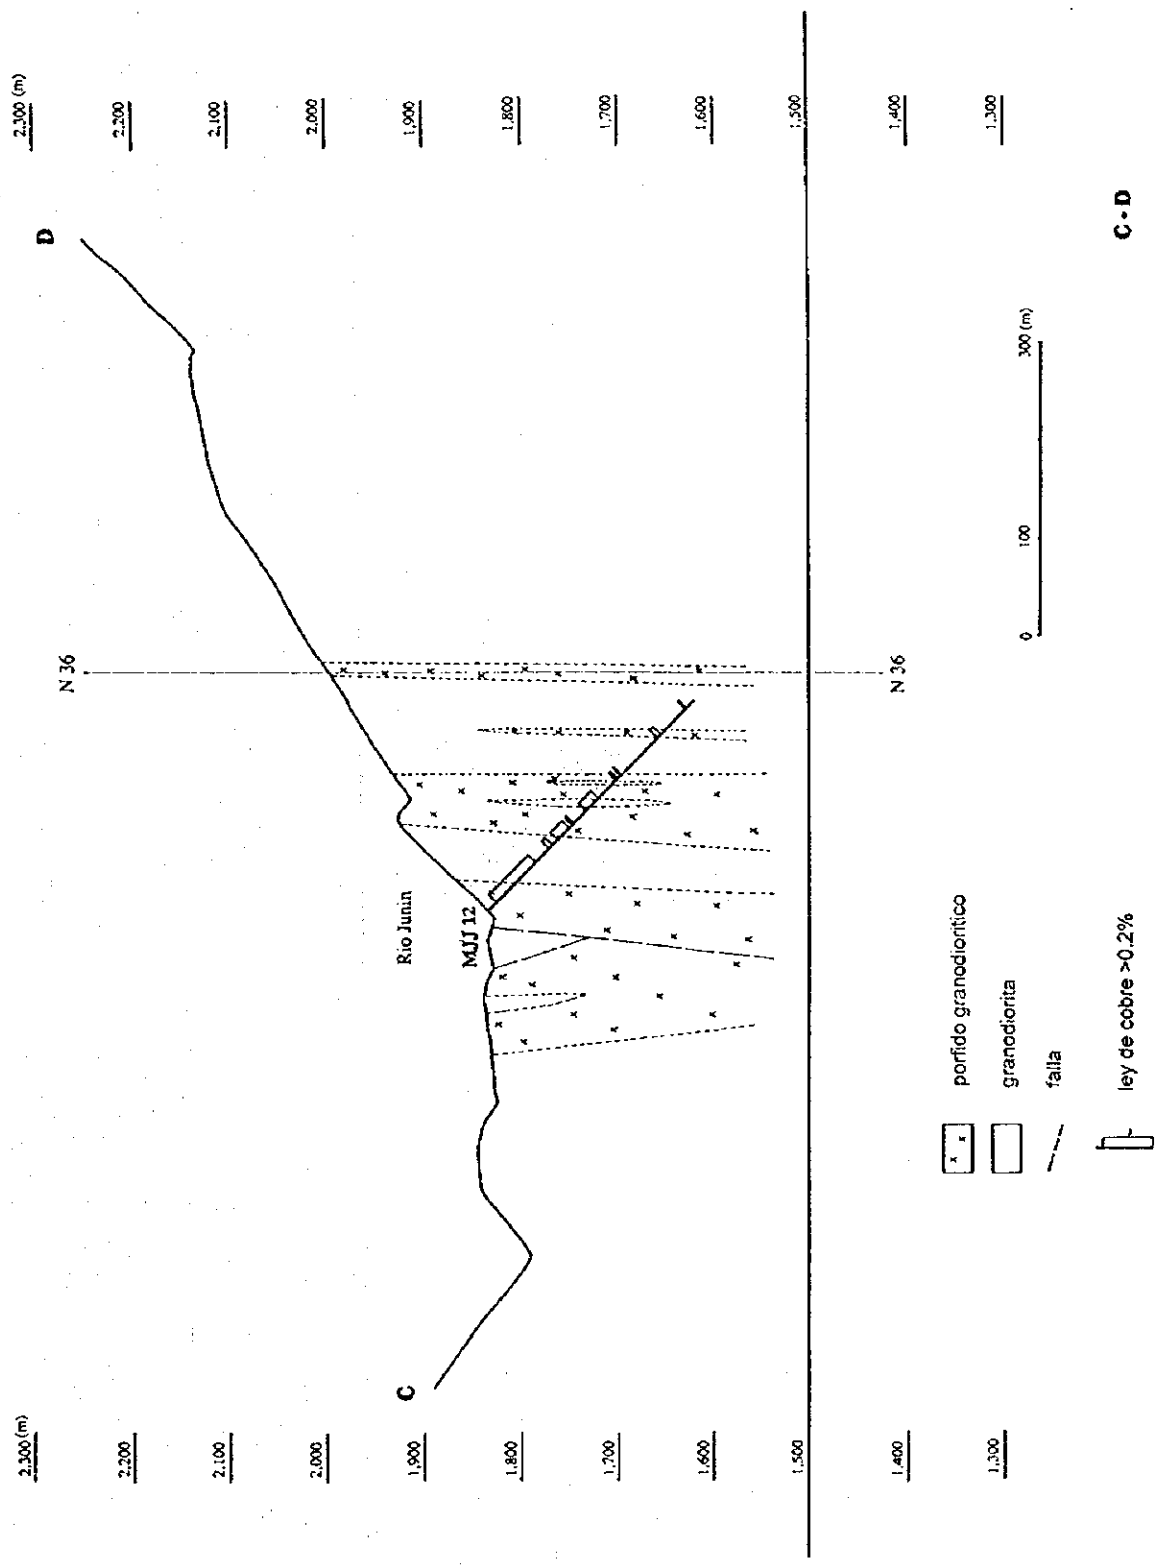 2.300 (m)
2.200
2.100
2.000
1.900
1.800
1.700
1.600
1.500
1.400
1.300
C
D
N 36
Rio Junin
MJJ 12
N 36
2.300 (m)
2.200
2.100
2.000
1.900
1.800
1.700
1.600
1.500
1.400
1.300
0 100 300 (m)
porfido granodioritico
granodiorita
falla
ley de cobre >0.2%
C - D